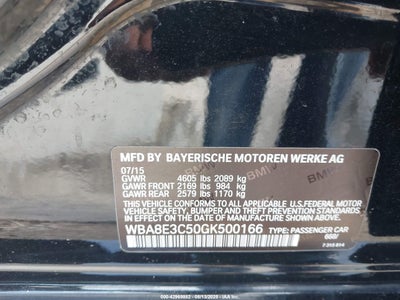 MFD BY BAYERISCHE MOTOREN WERKE AG
07/15
GVWR 4605 lbs 2089 kg
GAWR FRONT 2169 lbs 984 kg
GAWR REAR 2579 lbs 1170 kg
THIS VEHICLE CONFORMS TO ALL APPLICABLE
U.S. FEDERAL MOTOR VEHICLE SAFETY, BUMPER
AND THEFT PREVENTION STANDARDS IN EFFECT ON
THE DATE OF MANUFACTURE SHOWN ABOVE.
WBA8E3C50GK500166 TYPE: PASSENGER CAR
668/